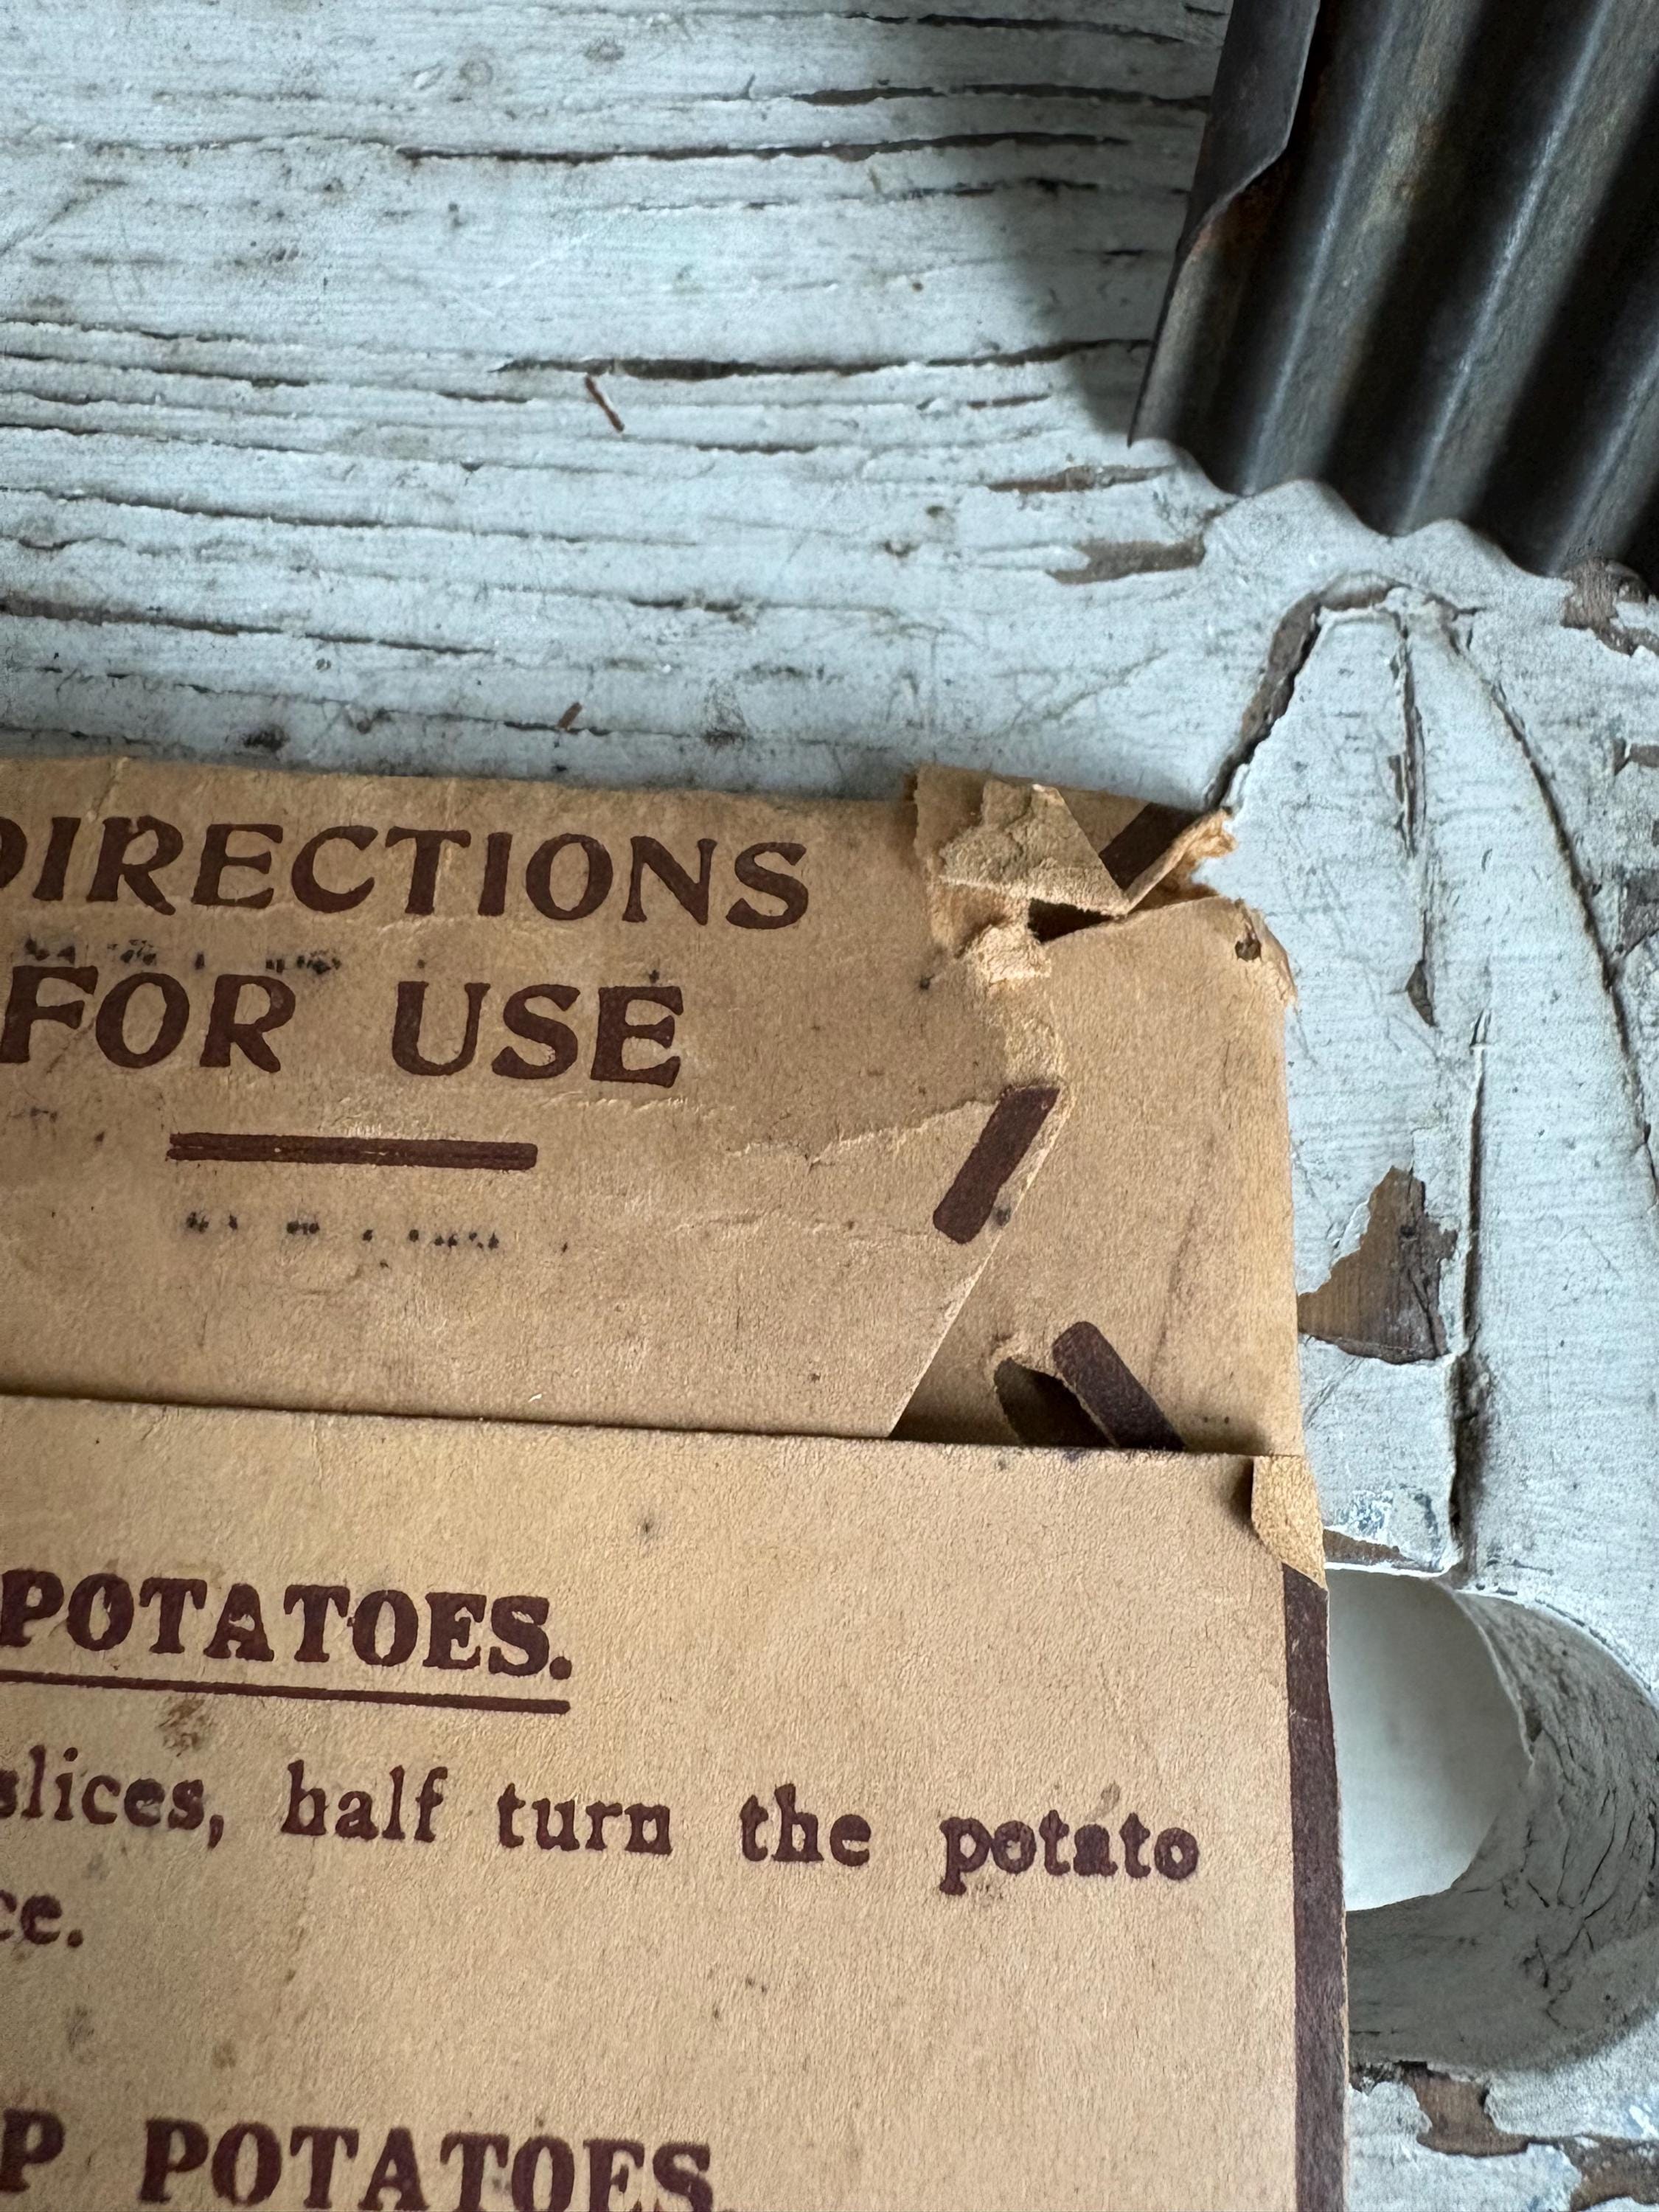 DIRECTIONS
FOR USE
POTATOES.
slices, half turn the potato
ce.
P POTATOES.